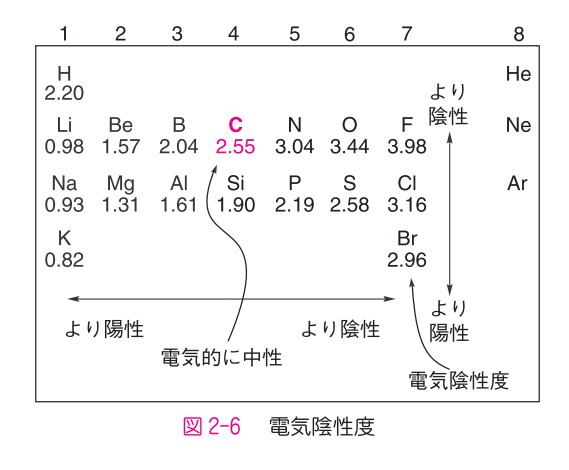 1 2 3 4 5 6 7 8
H He
2.20
より
陰性
Li Be B C N O F Ne
0.98 1.57 2.04 2.55 3.04 3.44 3.98
Na Mg Al Si P S Cl Ar
0.93 1.31 1.61 1.90 2.19 2.58 3.16
K Br
0.82 2.96
より
陽性
より陽性 より陰性
電気的に中性
電気陰性度
図 2-6 電気陰性度